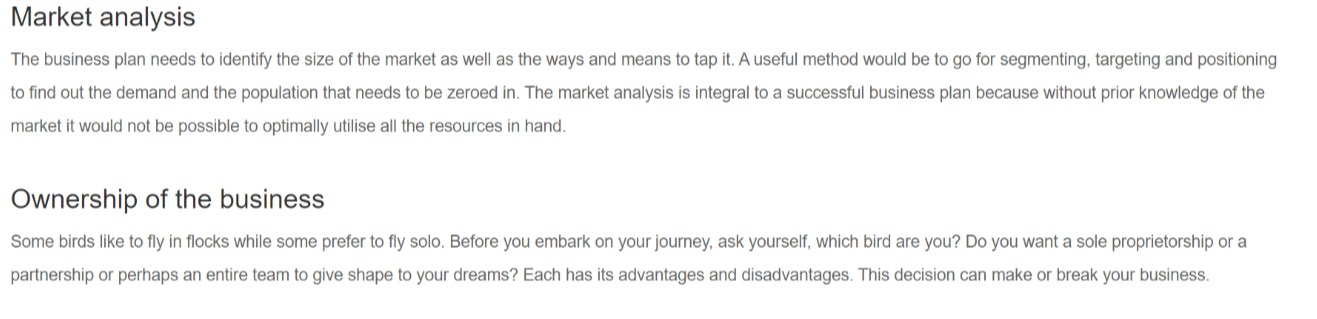 Market analysis
The business plan needs to identify the size of the market as well as the ways and means to tap it. A useful method would be to go for segmenting, targeting and positioning
to find out the demand and the population that needs to be zeroed in. The market analysis is integral to a successful business plan because without prior knowledge of the
market it would not be possible to optimally utilise all the resources in hand.
Ownership of the business
Some birds like to fly in flocks while some prefer to fly solo. Before you embark on your journey, ask yourself, which bird are you? Do you want a sole proprietorship or a
partnership or perhaps an entire team to give shape to your dreams? Each has its advantages and disadvantages. This decision can make or break your business.